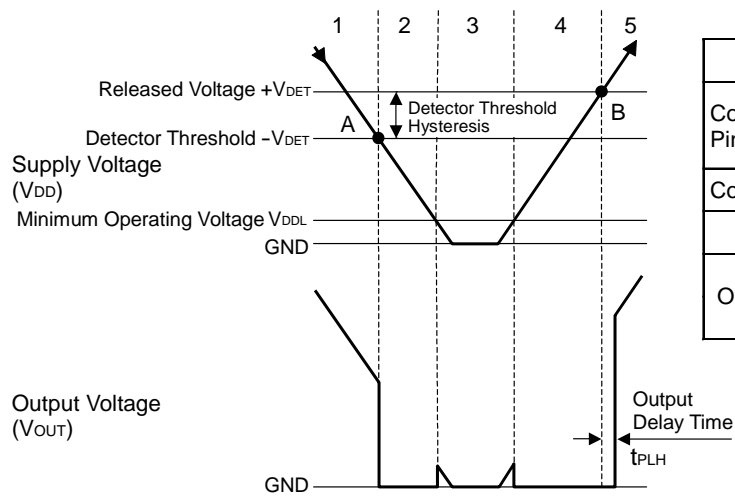 1 2 3 4 5
Released Voltage +VDET
Detector Threshold
Hysteresis
A
B
Detector Threshold −VDET
Supply Voltage
(VDD)
Minimum Operating Voltage VDDL
GND
Output Voltage
(VOUT)
Output
Delay Time
tPLH
GND
Co
Pin
Co
O